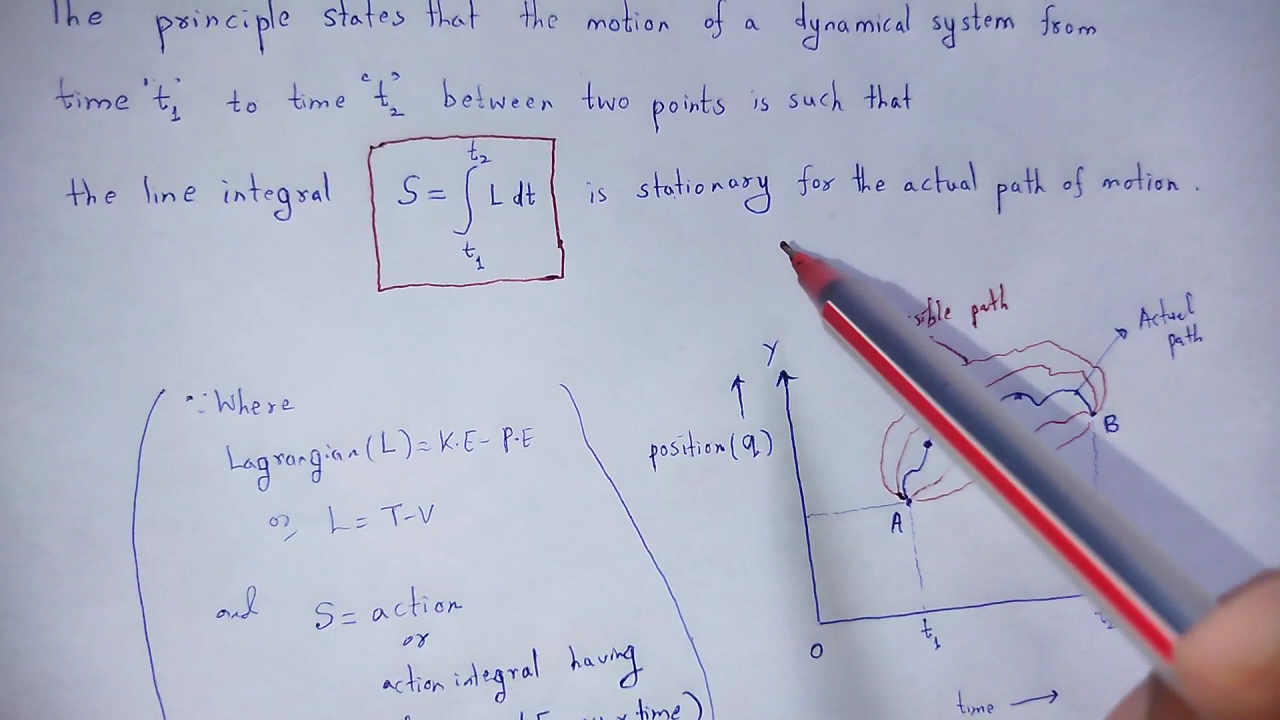 The principle states that the motion of a dynamical system from
time 't₁' to time 't₂' between two points is such that
the line integral S = ∫ t₁ t₂ L dt is stationary for the actual path of motion.
path
Actual
path
Y
∵ Where
B
Lagrangian (L) = K.E - P.E
position (q)
or, L = T-V
A
and S = action
or
t₁
O
action integral having
time
time)